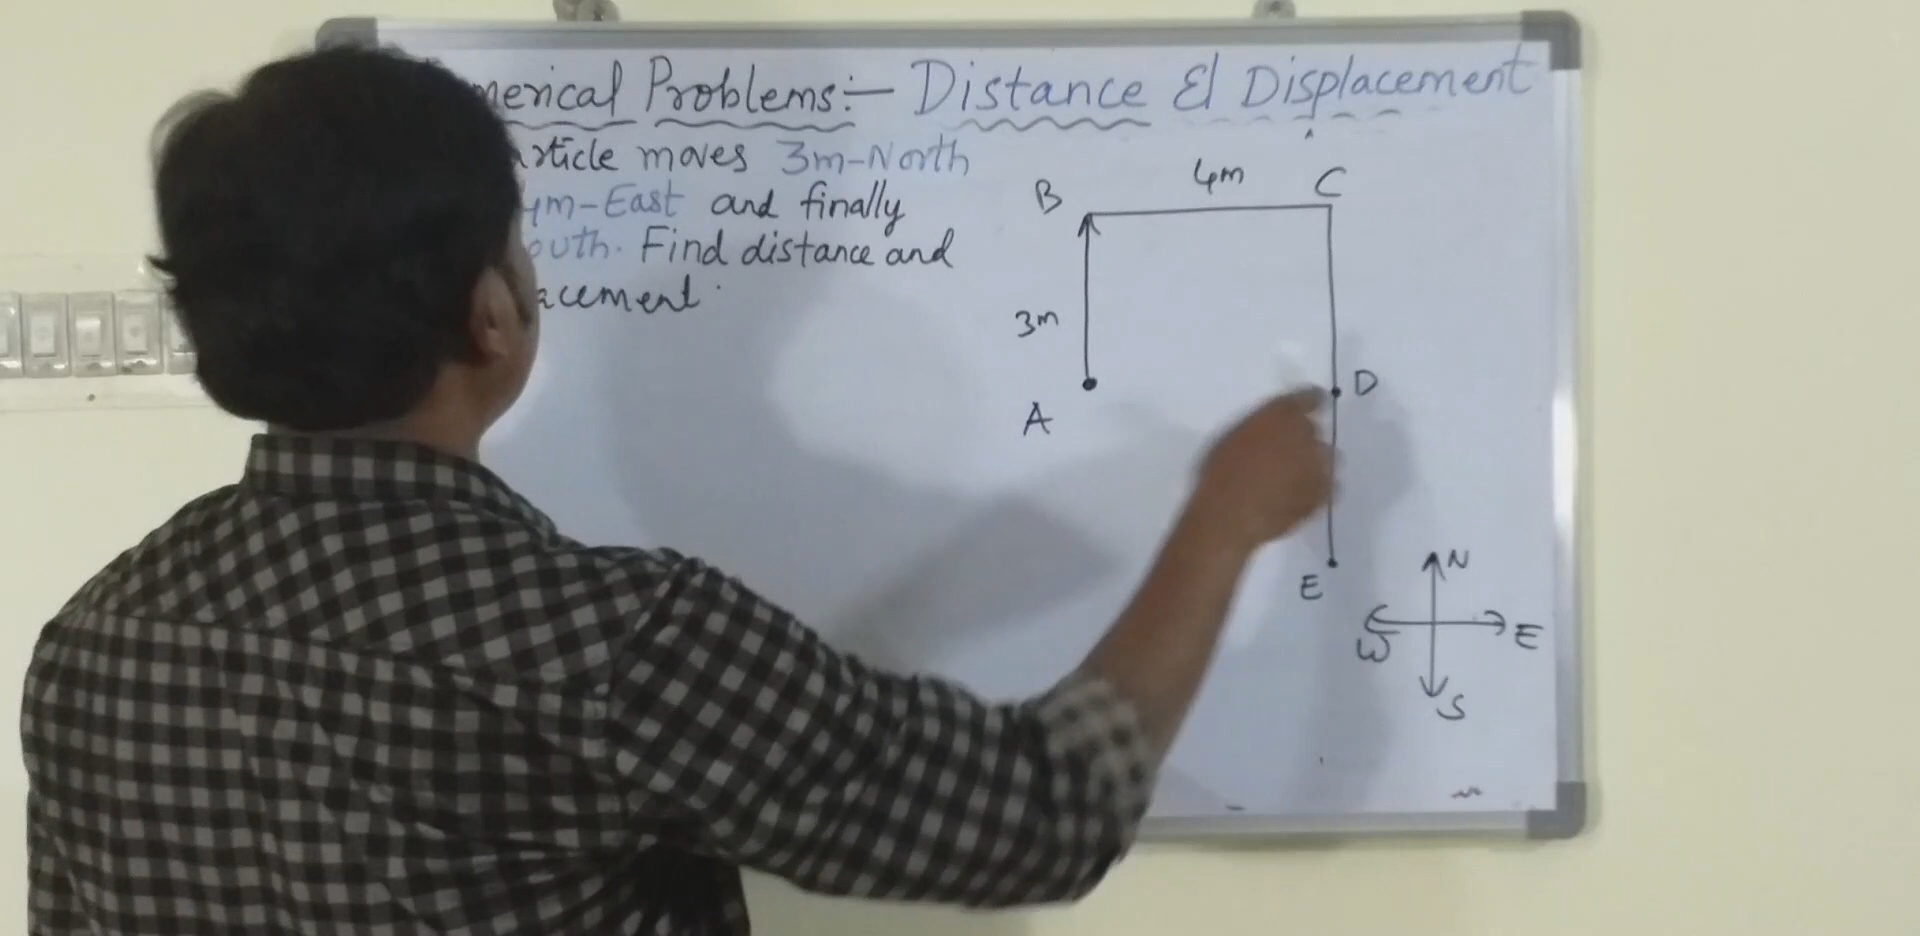 merical Problems:- Distance & Displacement
article moves 3m-North
4m-East and finally
outh. Find distance and
acement.
B
4m
C
3m
A
D
E
N
W
E
S